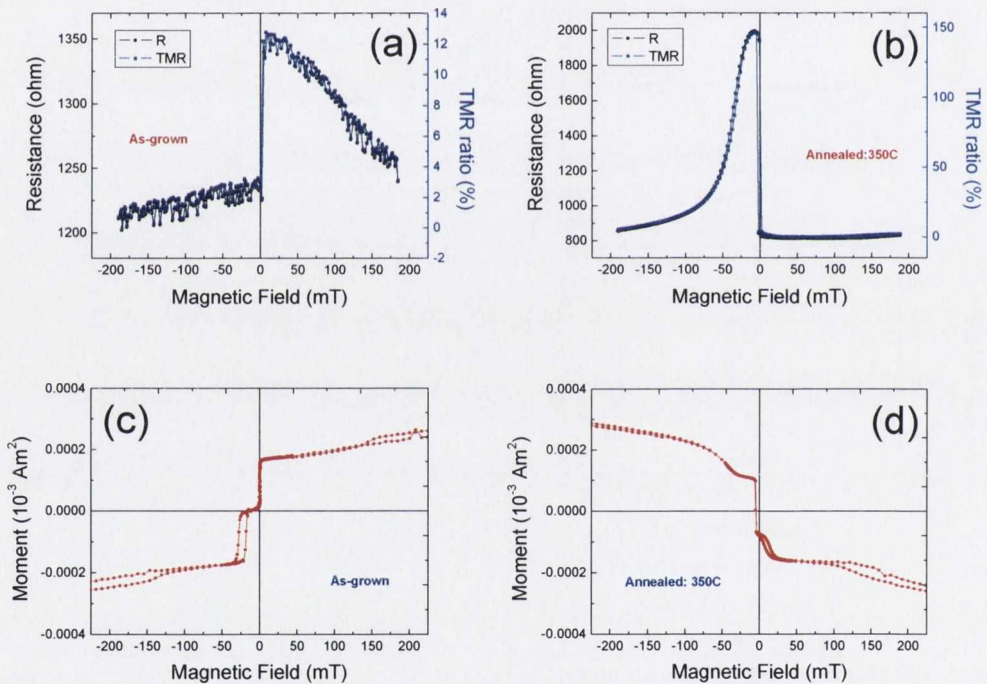 (a)
R
TMR
As-grown
Resistance (ohm)
1350
1300
1250
1200
14
12
10
8
6
4
2
0
-2
TMR ratio (%)
-200 -150 -100 -50 0 50 100 150 200
Magnetic Field (mT)
(b)
R
TMR
Annealed:350C
Resistance (ohm)
2000
1800
1600
1400
1200
1000
800
150
100
50
0
TMR ratio (%)
-200 -150 -100 -50 0 50 100 150 200
Magnetic Field (mT)
(c)
As-grown
Moment (10⁻³ Am²)
0.0004
0.0002
0.0000
-0.0002
-0.0004
-200 -150 -100 -50 0 50 100 150 200
Magnetic Field (mT)
(d)
Annealed: 350C
Moment (10⁻³ Am²)
0.0004
0.0002
0.0000
-0.0002
-0.0004
-200 -150 -100 -50 0 50 100 150 200
Magnetic Field (mT)